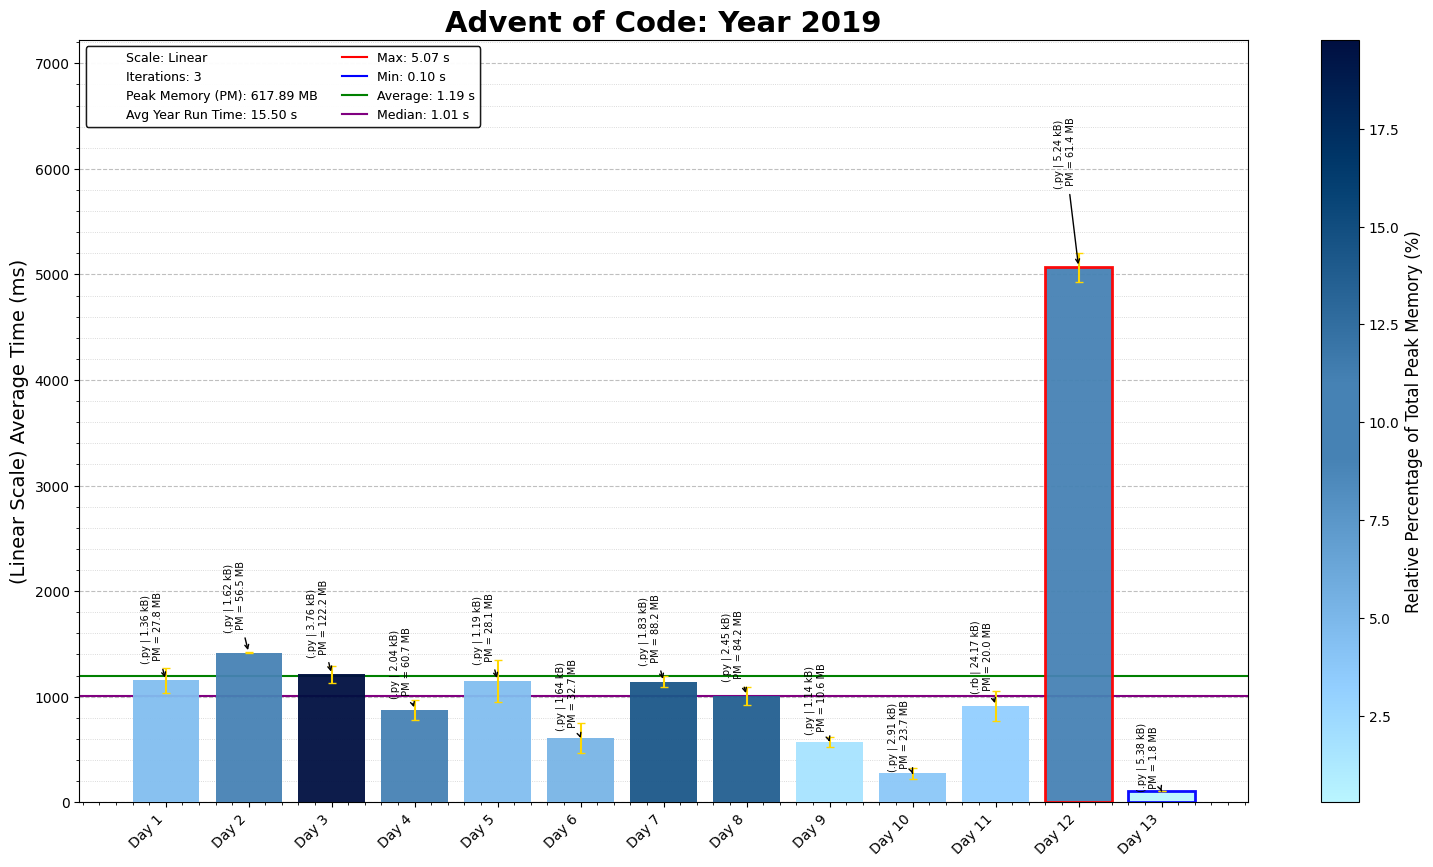 Advent of Code: Year 2019
Scale: Linear
Iterations: 3
Peak Memory (PM): 617.89 MB
Avg Year Run Time: 15.50 s
Max: 5.07 s
Min: 0.10 s
Average: 1.19 s
Median: 1.01 s
(Linear Scale) Average Time (ms)
7000
6000
5000
4000
3000
2000
1000
0
(.py | 1.36 kB)
PM = 27.8 MB
(.py | 1.62 kB)
PM = 56.5 MB
(.py | 3.76 kB)
PM = 122.2 MB
(.py | 2.04 kB)
PM = 60.7 MB
(.py | 1.19 kB)
PM = 28.1 MB
(.py | 1.64 kB)
PM = 32.7 MB
(.py | 1.83 kB)
PM = 88.2 MB
(.py | 2.45 kB)
PM = 84.2 MB
(.py | 1.14 kB)
PM = 10.6 MB
(.py | 2.91 kB)
PM = 23.7 MB
(.rb | 24.17 kB)
PM = 20.0 MB
(.py | 5.24 kB)
PM = 61.4 MB
(.py | 5.38 kB)
PM = 1.8 MB
Day 1
Day 2
Day 3
Day 4
Day 5
Day 6
Day 7
Day 8
Day 9
Day 10
Day 11
Day 12
Day 13
17.5
15.0
12.5
10.0
7.5
5.0
2.5
Relative Percentage of Total Peak Memory (%)